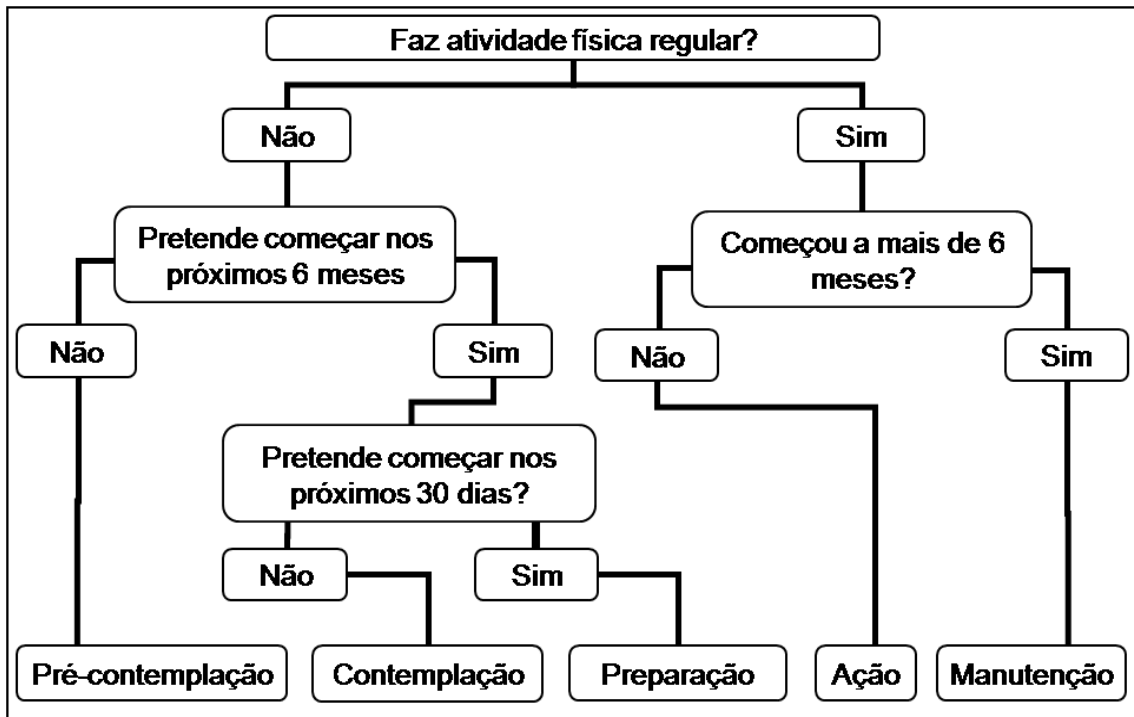 Faz atividade física regular?
Não
Sim
Pretende começar nos
próximos 6 meses
Começou a mais de 6
meses?
Não
Sim
Não
Sim
Pretende começar nos
próximos 30 dias?
Não
Sim
Pré-contemplação
Contemplação
Preparação
Ação
Manutenção